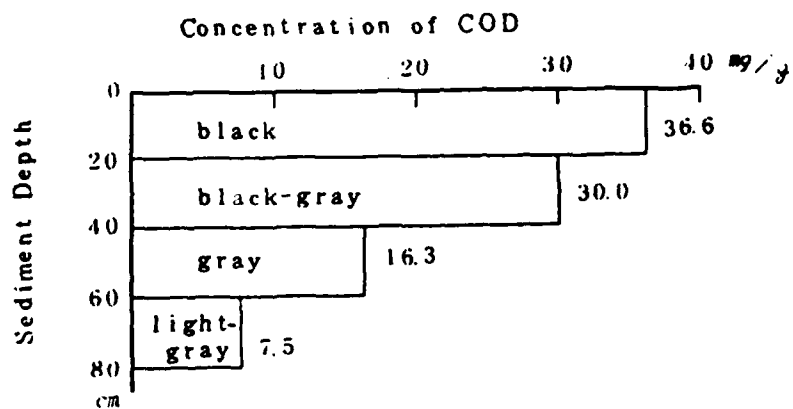 Concentration of COD
10 20 30 40 mg/g
0
black
36.6
20
black-gray
30.0
40
gray
16.3
60
light-
gray
7.5
80
cm
Sediment Depth